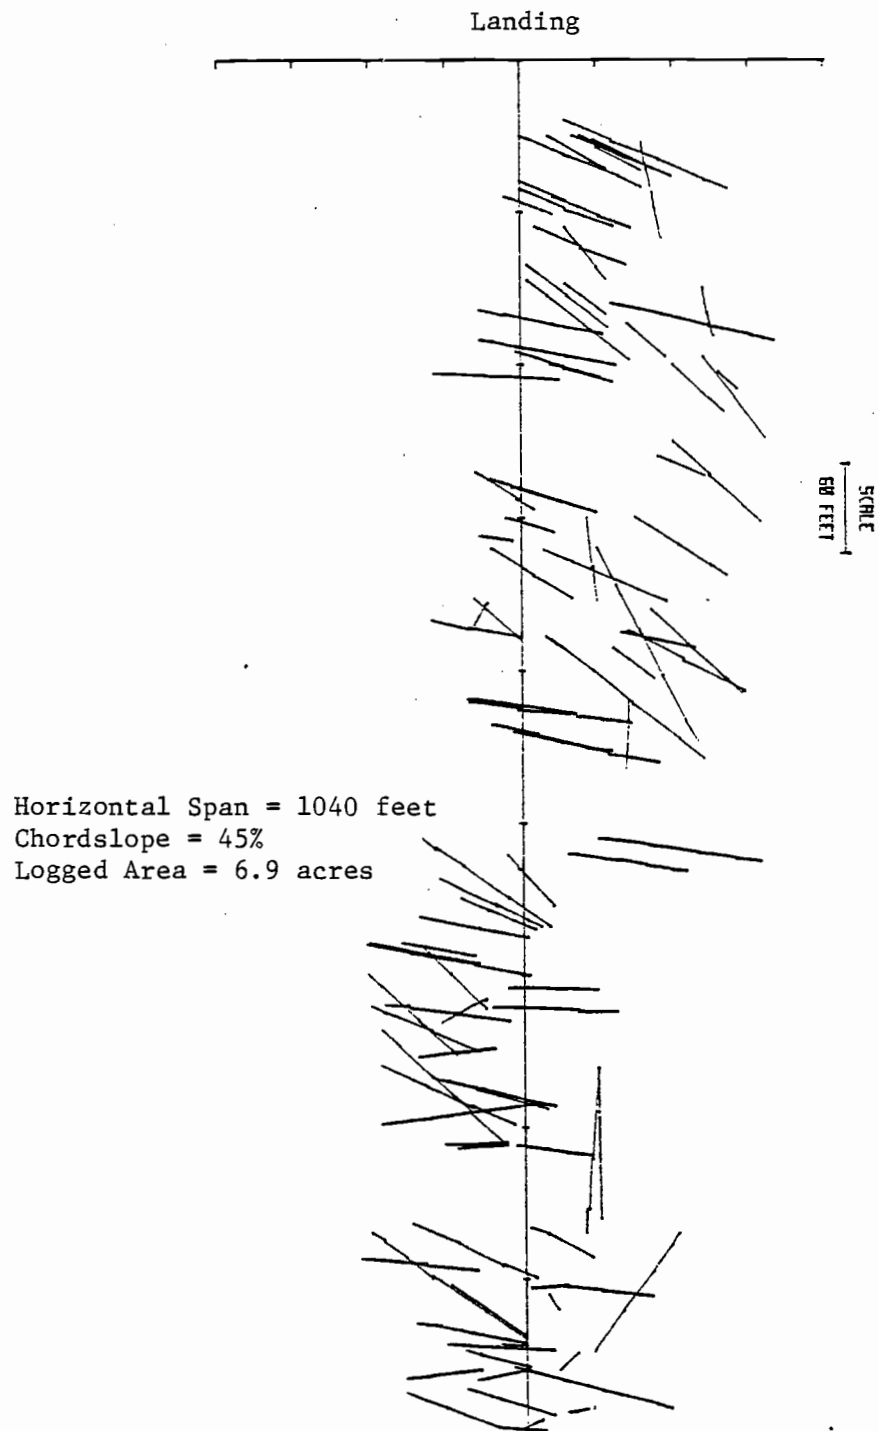 Landing
SCALE
60 FEET
Horizontal Span = 1040 feet
Chordslope = 45%
Logged Area = 6.9 acres